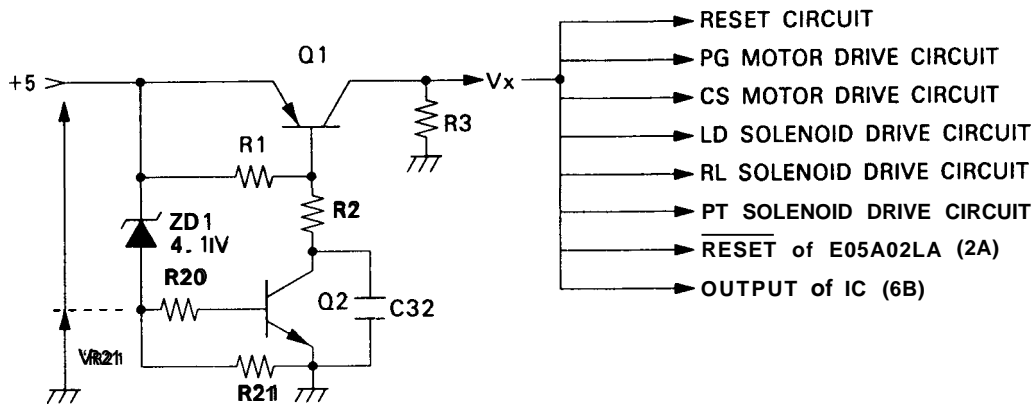 RESET CIRCUIT
Q1
PG MOTOR DRIVE CIRCUIT
+5
Vx
CS MOTOR DRIVE CIRCUIT
R3
LD SOLENOID DRIVE CIRCUIT
R1
RL SOLENOID DRIVE CIRCUIT
R2
PT SOLENOID DRIVE CIRCUIT
ZD1
4.1IV
RESET of E05A02LA (2A)
R20
Q2
C32
OUTPUT of IC (6B)
VR21
R21